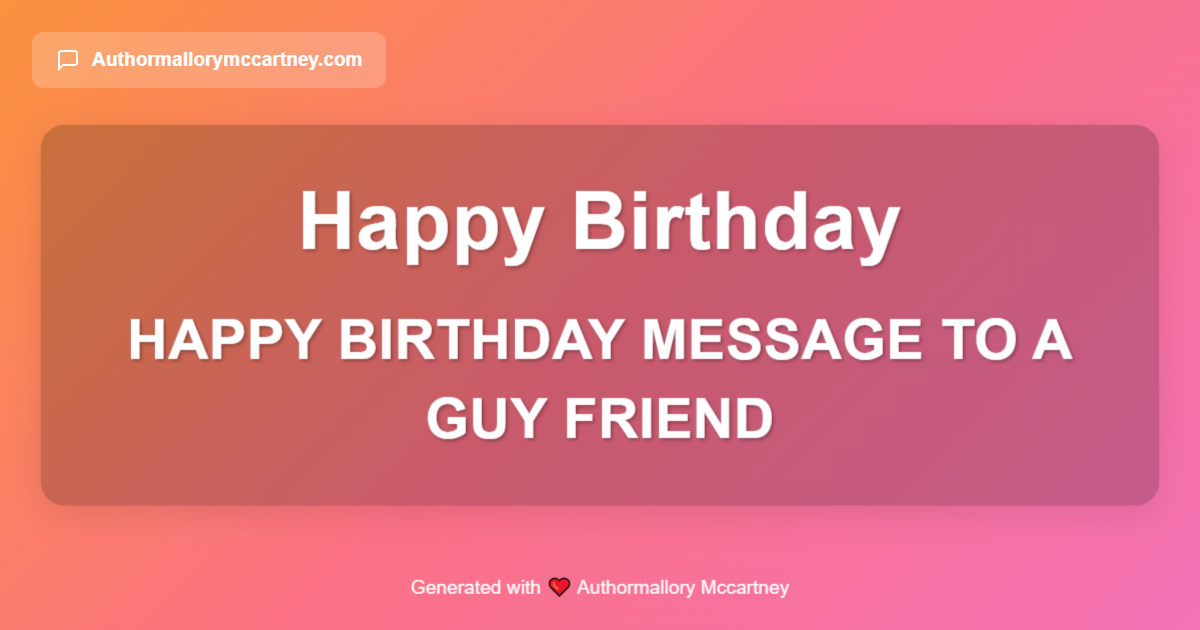 Authormallorymccartney.com
Happy Birthday
HAPPY BIRTHDAY MESSAGE TO A
GUY FRIEND
Generated with ❤️ Authormallory Mccartney